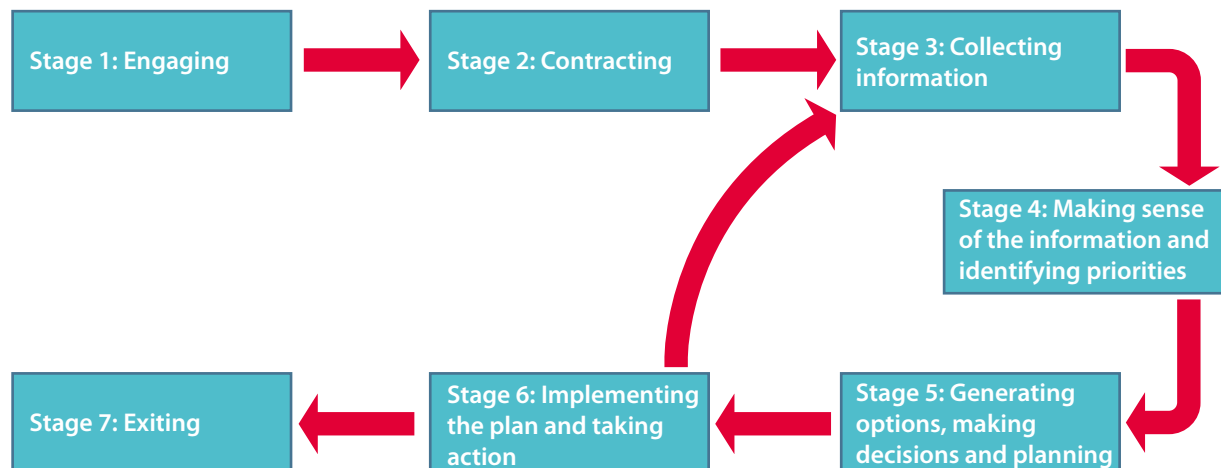 Stage 1: Engaging
Stage 2: Contracting
Stage 3: Collecting
information
Stage 4: Making sense
of the information and
identifying priorities
Stage 5: Generating
options, making
decisions and planning
Stage 6: Implementing
the plan and taking
action
Stage 7: Exiting